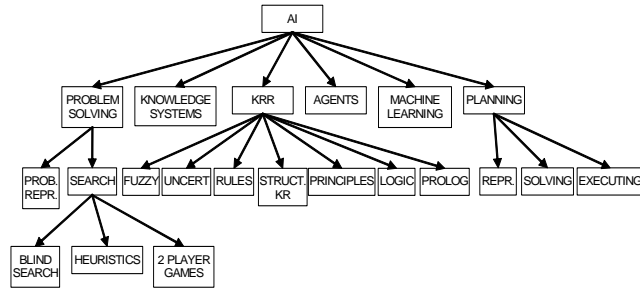 AI
PROBLEM
SOLVING
KNOWLEDGE
SYSTEMS
KRR
AGENTS
MACHINE
LEARNING
PLANNING
PROB.
REPR.
SEARCH
FUZZY
UNCERT
RULES
STRUCT.
KR
PRINCIPLES
LOGIC
PROLOG
REPR.
SOLVING
EXECUTING
BLIND
SEARCH
HEURISTICS
2 PLAYER
GAMES